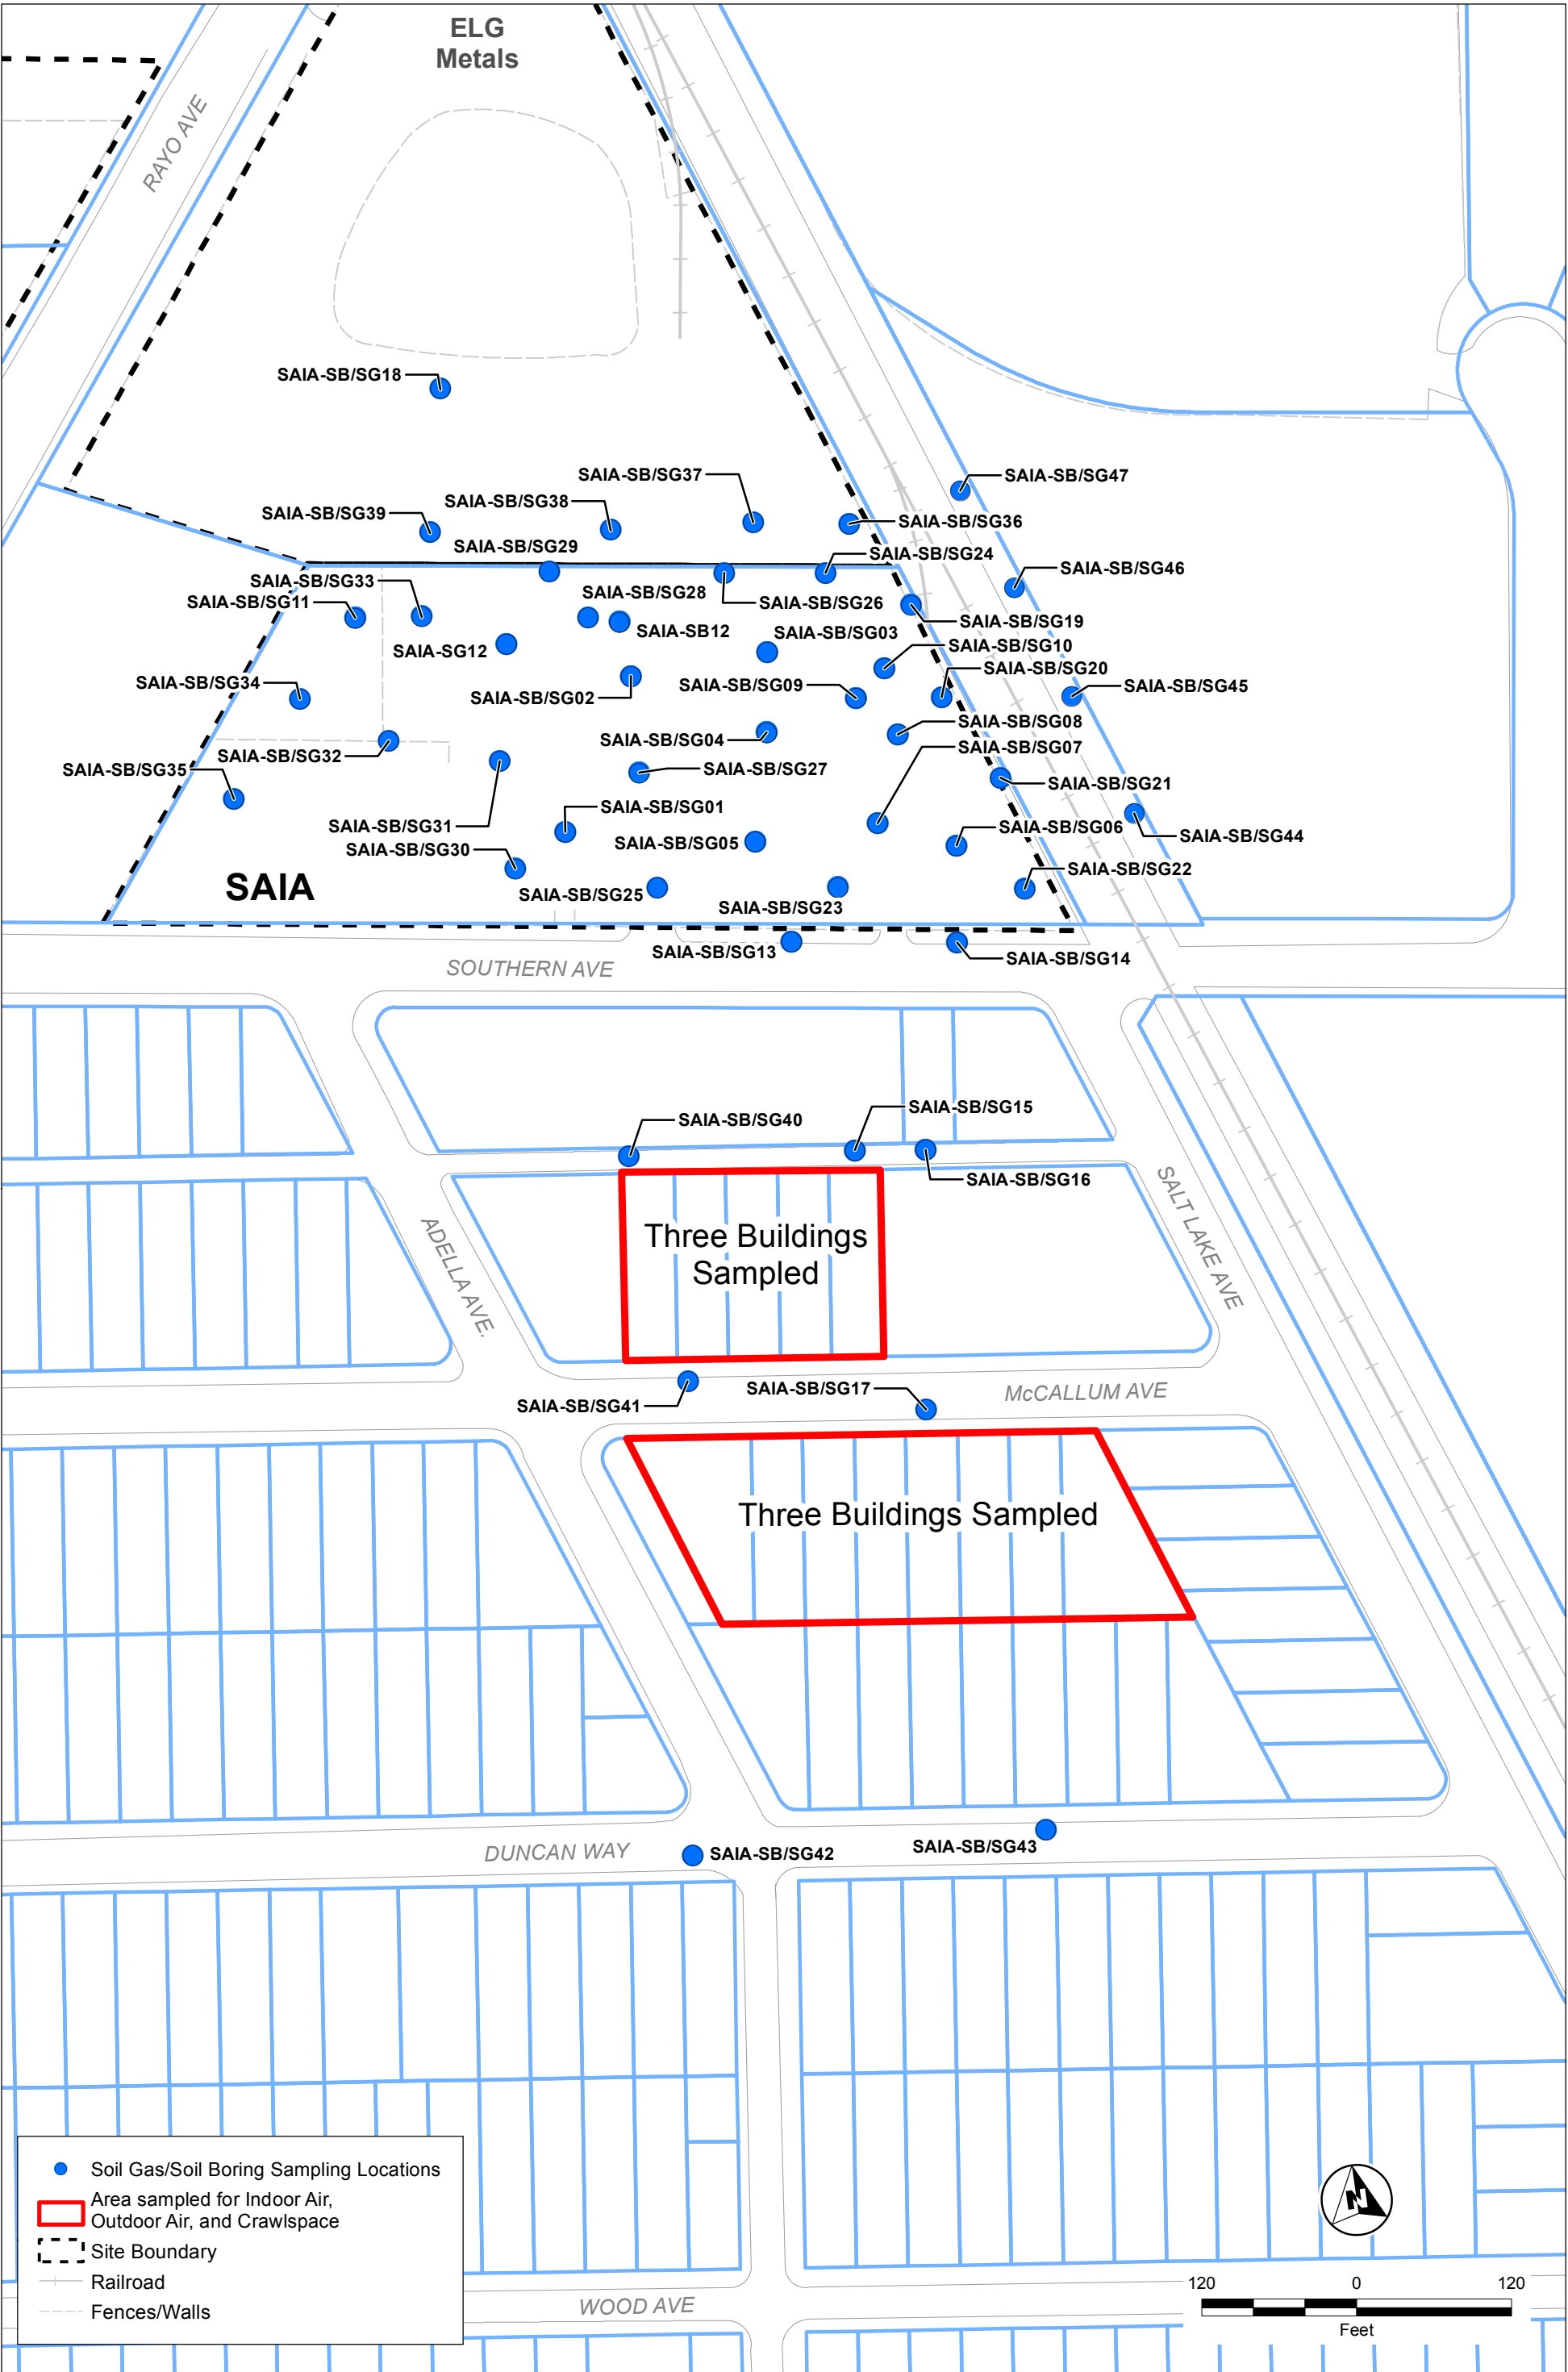 ELG
Metals
RAYO AVE
SAIA-SB/SG18
SAIA-SB/SG37
SAIA-SB/SG47
SAIA-SB/SG38
SAIA-SB/SG39
SAIA-SB/SG36
SAIA-SB/SG29
SAIA-SB/SG24
SAIA-SB/SG46
SAIA-SB/SG33
SAIA-SB/SG28
SAIA-SB/SG11
SAIA-SB/SG26
SAIA-SB/SG19
SAIA-SB12
SAIA-SB/SG03
SAIA-SG12
SAIA-SB/SG10
SAIA-SB/SG20
SAIA-SB/SG34
SAIA-SB/SG09
SAIA-SB/SG45
SAIA-SB/SG02
SAIA-SB/SG08
SAIA-SB/SG04
SAIA-SB/SG07
SAIA-SB/SG32
SAIA-SB/SG35
SAIA-SB/SG27
SAIA-SB/SG21
SAIA-SB/SG01
SAIA-SB/SG31
SAIA-SB/SG06
SAIA-SB/SG44
SAIA-SB/SG05
SAIA-SB/SG30
SAIA-SB/SG22
SAIA
SAIA-SB/SG25
SAIA-SB/SG23
SAIA-SB/SG13
SAIA-SB/SG14
SOUTHERN AVE
SAIA-SB/SG15
SAIA-SB/SG40
SAIA-SB/SG16
SALT LAKE AVE
ADELLA AVE.
Three Buildings
Sampled
SAIA-SB/SG17
McCALLUM AVE
SAIA-SB/SG41
Three Buildings Sampled
DUNCAN WAY
SAIA-SB/SG42
SAIA-SB/SG43
Soil Gas/Soil Boring Sampling Locations
Area sampled for Indoor Air,
Outdoor Air, and Crawlspace
Site Boundary
Railroad
Fences/Walls
WOOD AVE
N
120 0 120
Feet